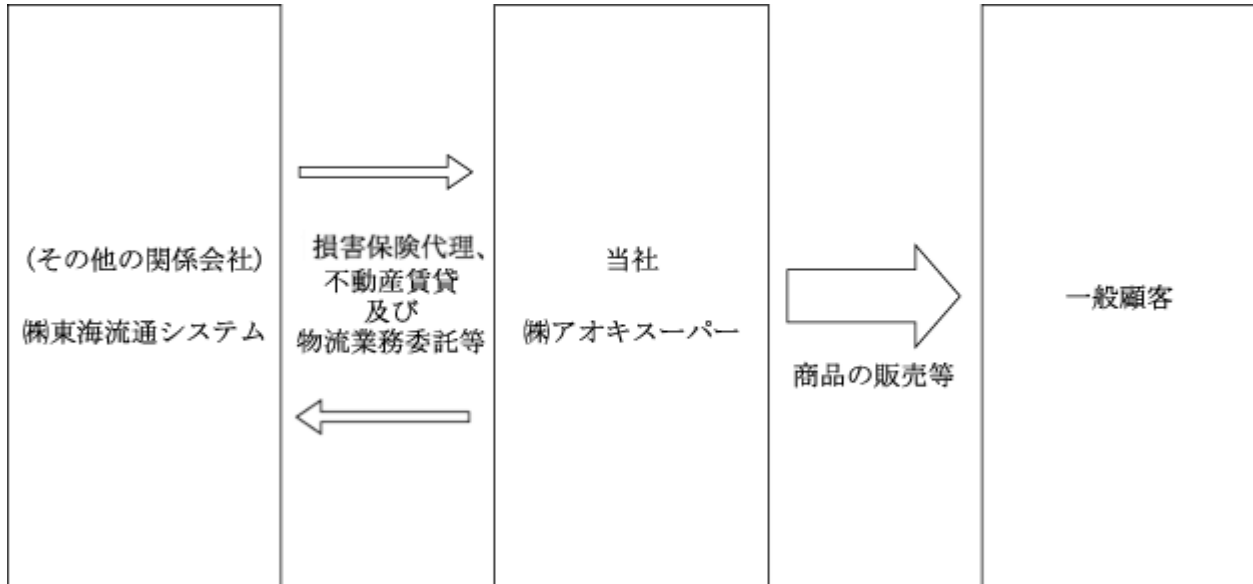 (その他の関係会社)
㈱東海流通システム
損害保険代理、
不動産賃貸
及び
物流業務委託等
当社
㈱アオキスーパー
商品の販売等
一般顧客